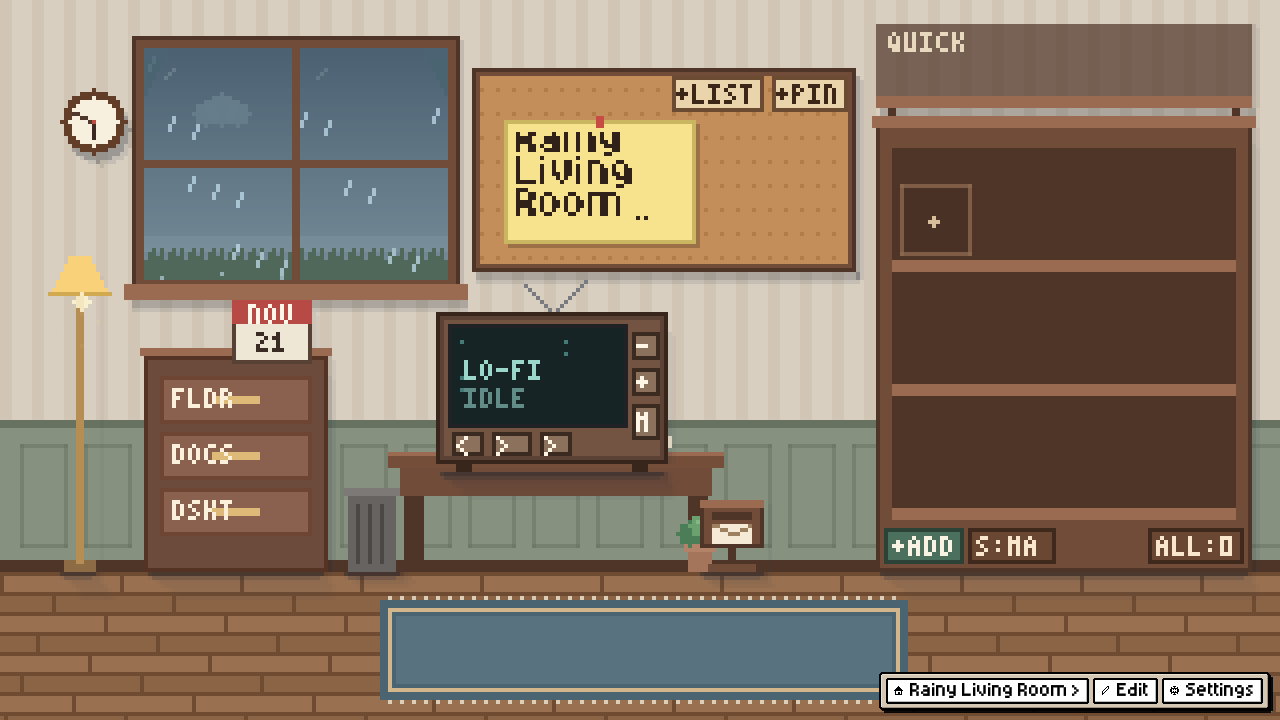 QUICK
+LIST
+PIN
Rainy
Living
Room ..
NOV
21
LO-FI
IDLE
-
+
M
FLDR
DOCS
DSKT
< > >
+
+ADD
S:MA
ALL:0
Rainy Living Room >
Edit
Settings